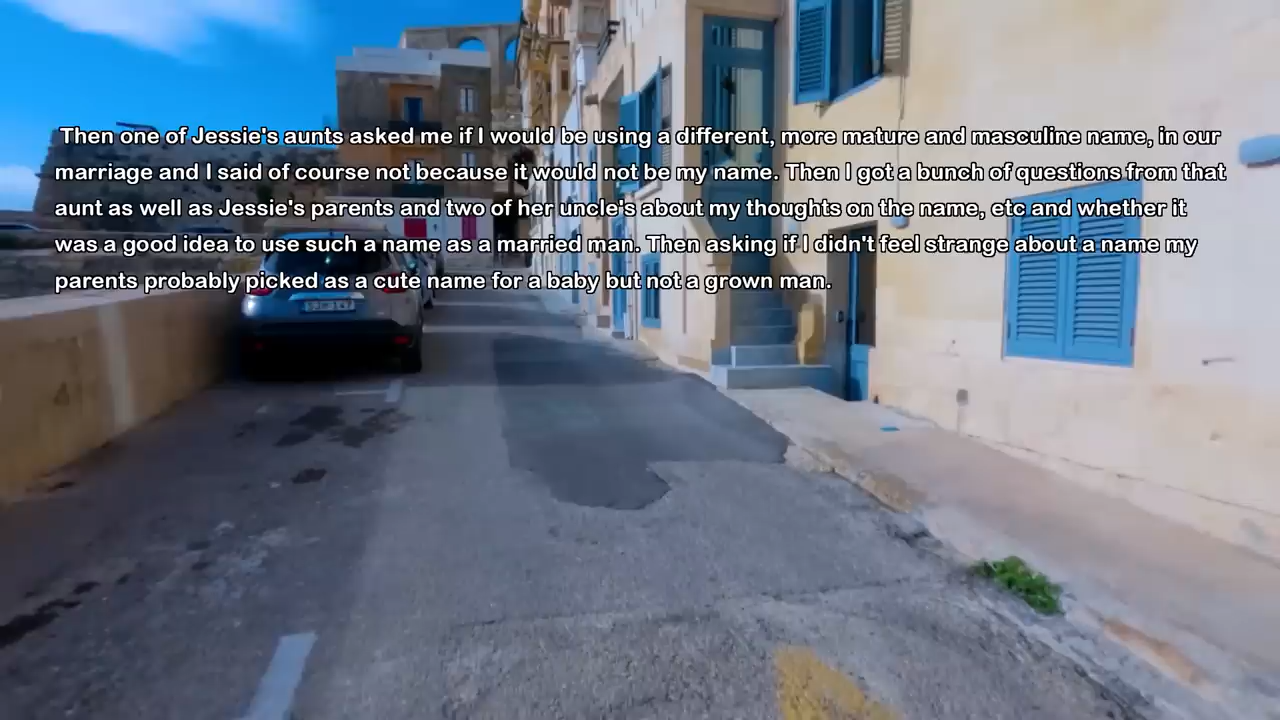 Then one of Jessie's aunts asked me if I would be using a different, more mature and masculine name, in our
marriage and I said of course not because it would not be my name. Then I got a bunch of questions from that
aunt as well as Jessie's parents and two of her uncle's about my thoughts on the name, etc and whether it
was a good idea to use such a name as a married man. Then asking if I didn't feel strange about a name my
parents probably picked as a cute name for a baby but not a grown man.